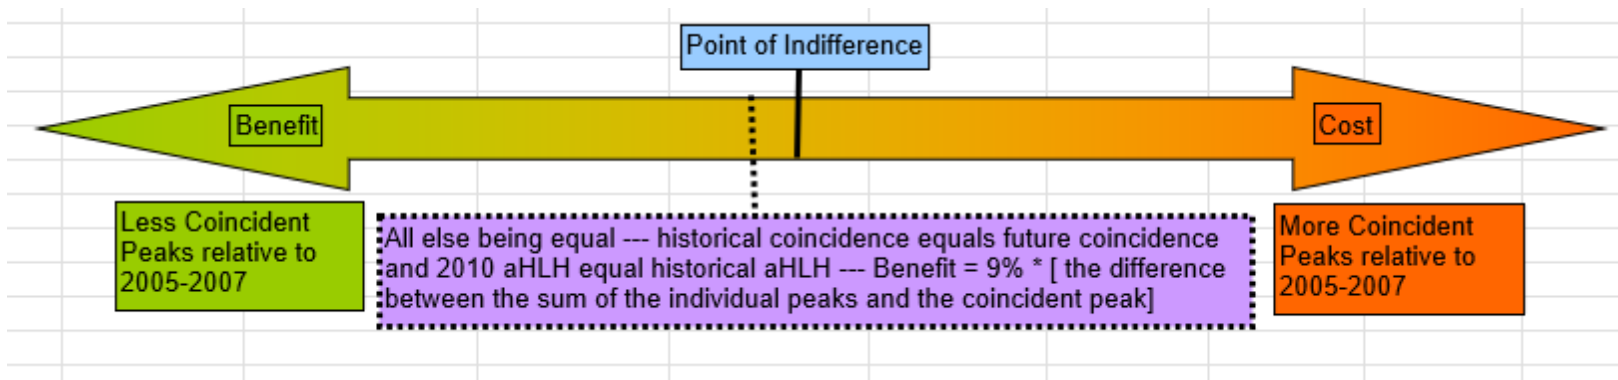 Point of Indifference
Benefit
Cost
Less Coincident
Peaks relative to
2005-2007
All else being equal --- historical coincidence equals future coincidence
and 2010 aHLH equal historical aHLH --- Benefit = 9% * [ the difference
between the sum of the individual peaks and the coincident peak]
More Coincident
Peaks relative to
2005-2007